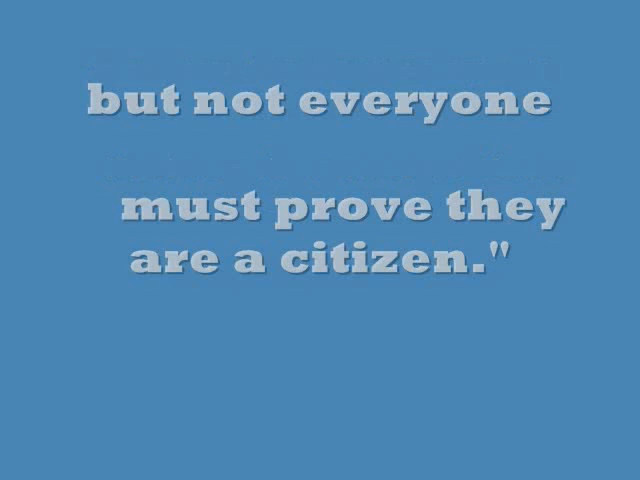 but not everyone
must prove they
are a citizen."